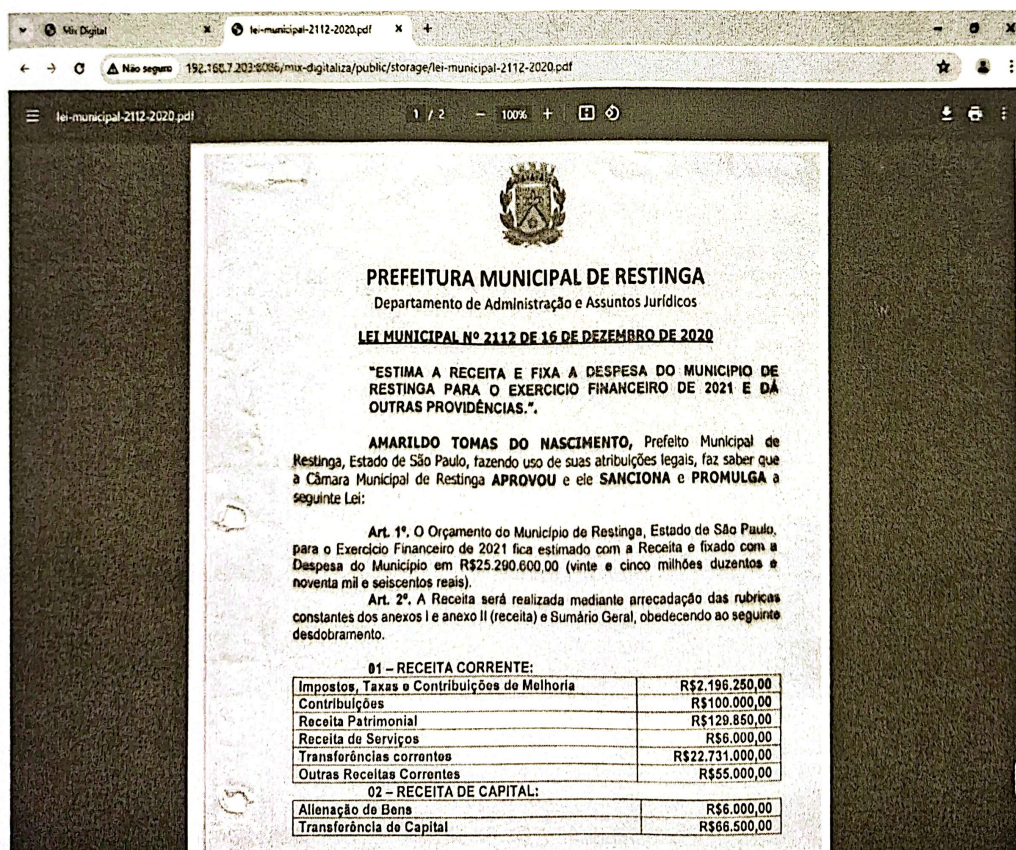 Mix Digital
lei-municipal-2112-2020.pdf
Não seguro 192.168.7.203:8086/mix-digitaliza/public/storage/lei-municipal-2112-2020.pdf
lei-municipal-2112-2020.pdf 1 / 2 100%
PREFEITURA MUNICIPAL DE RESTINGA
Departamento de Administração e Assuntos Jurídicos
LEI MUNICIPAL Nº 2112 DE 16 DE DEZEMBRO DE 2020
"ESTIMA A RECEITA E FIXA A DESPESA DO MUNICIPIO DE
RESTINGA PARA O EXERCICIO FINANCEIRO DE 2021 E DÁ
OUTRAS PROVIDÊNCIAS.".
AMARILDO TOMAS DO NASCIMENTO, Prefeito Municipal de
Restinga, Estado de São Paulo, fazendo uso de suas atribuições legais, faz saber que
a Câmara Municipal de Restinga APROVOU e ele SANCIONA e PROMULGA a
seguinte Lei:
Art. 1º. O Orçamento do Município de Restinga, Estado de São Paulo,
para o Exercício Financeiro de 2021 fica estimado com a Receita e fixado com a
Despesa do Município em R$25.290.600,00 (vinte e cinco milhões duzentos e
noventa mil e seiscentos reais).
Art. 2º. A Receita será realizada mediante arrecadação das rubricas
constantes dos anexos I e anexo II (receita) e Sumário Geral, obedecendo ao seguinte
desdobramento.
01 – RECEITA CORRENTE:
Impostos, Taxas e Contribuições de Melhoria R$2.196.250,00
Contribuições R$100.000,00
Receita Patrimonial R$129.850,00
Receita de Serviços R$6.000,00
Transferências correntes R$22.731.000,00
Outras Receitas Correntes R$55.000,00
02 – RECEITA DE CAPITAL:
Alienação de Bens R$6.000,00
Transferência de Capital R$66.500,00